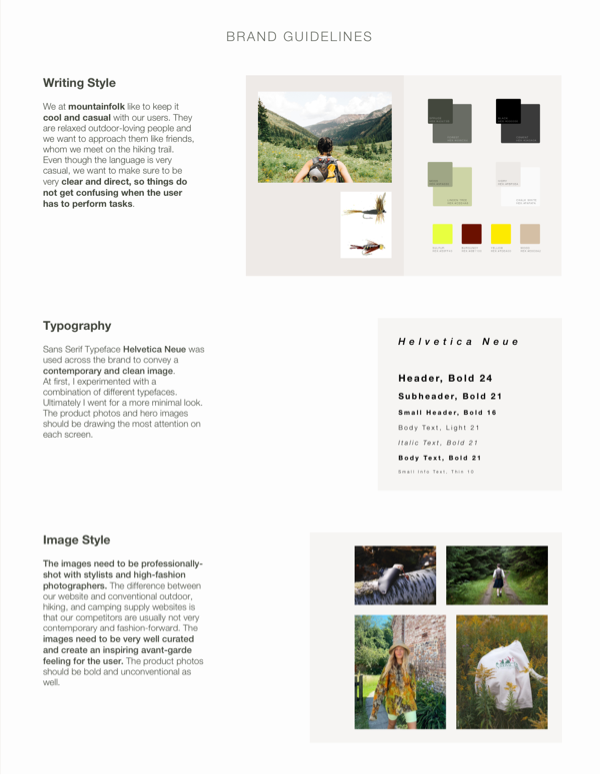 BRAND GUIDELINES
Writing Style
We at mountainfolk like to keep it
cool and casual with our users. They
are relaxed outdoor-loving people and
we want to approach them like friends,
whom we meet on the hiking trail.
Even though the language is very
casual, we want to make sure to be
very clear and direct, so things do
not get confusing when the user
has to perform tasks.
Typography
Sans Serif Typeface Helvetica Neue was
used across the brand to convey a
contemporary and clean image.
At first, I experimented with a
combination of different typefaces.
Ultimately I went for a more minimal look.
The product photos and hero images
should be drawing the most attention on
each screen.
Helvetica Neue
Header, Bold 24
Subheader, Bold 21
Small Header, Bold 16
Body Text, Light 21
Italic Text, Bold 21
Body Text, Bold 21
Small Info Text, Thin 10
Image Style
The images need to be professionally-
shot with stylists and high-fashion
photographers. The difference between
our website and conventional outdoor,
hiking, and camping supply websites is
that our competitors are usually not very
contemporary and fashion-forward. The
images need to be very well curated
and create an inspiring avant-garde
feeling for the user. The product photos
should be bold and unconventional as
well.